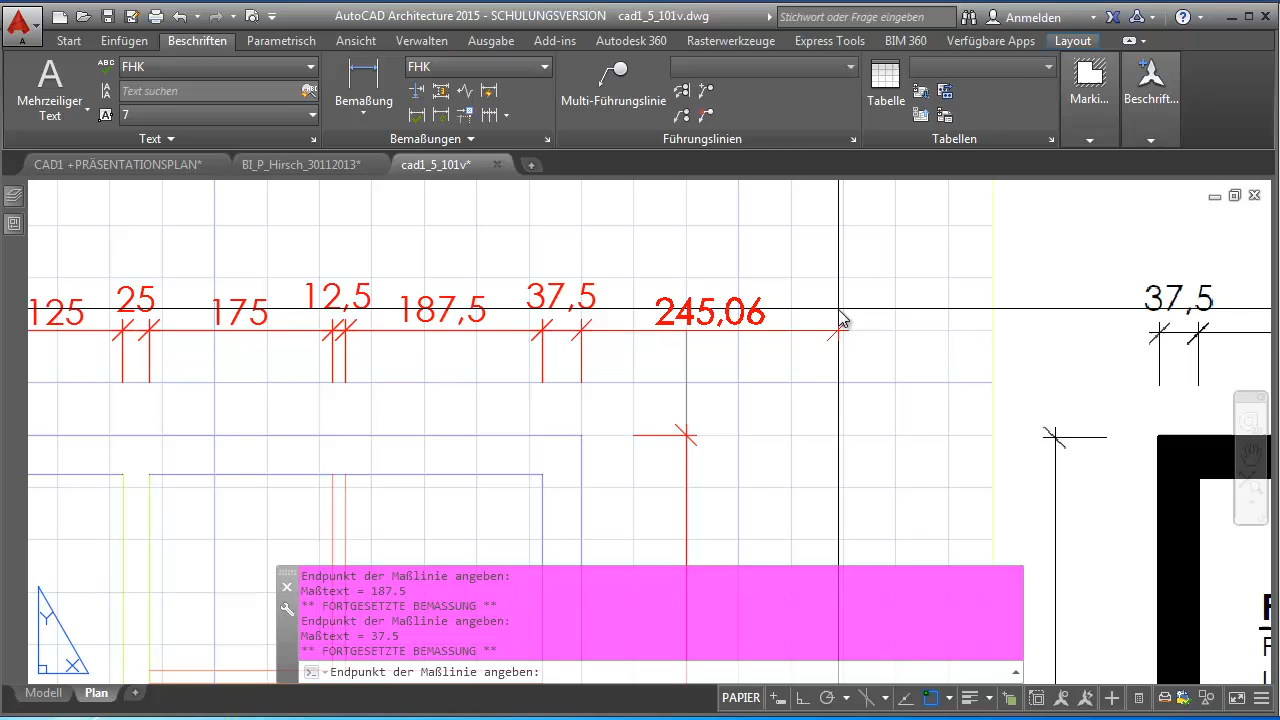 AutoCAD Architecture 2015 - SCHULUNGSVERSION cad1_5_101v.dwg
Stichwort oder Frage eingeben
Anmelden
A
Start Einfügen Beschriften Parametrisch Ansicht Verwalten Ausgabe Add-ins Autodesk 360 Rasterwerkzeuge Express Tools BIM 360 Verfügbare Apps Layout
A
Mehrzeiliger
Text
ABC
FHK
Text suchen
7
Text
Bemaßung
FHK
Bemaßungen
Multi-Führungslinie
Führungslinien
Tabelle
Tabellen
Marki...
Beschrift...
CAD1 +PRÄSENTATIONSPLAN* BI_P_Hirsch_30112013* cad1_5_101v*
125 25 175 12,5 187,5 37,5 245,06 37,5
Endpunkt der Maßlinie angeben:
Maßtext = 187.5
** FORTGESETZTE BEMASSUNG **
Endpunkt der Maßlinie angeben:
Maßtext = 37.5
** FORTGESETZTE BEMASSUNG **
Endpunkt der Maßlinie angeben:
Y
X
Modell Plan
PAPIER